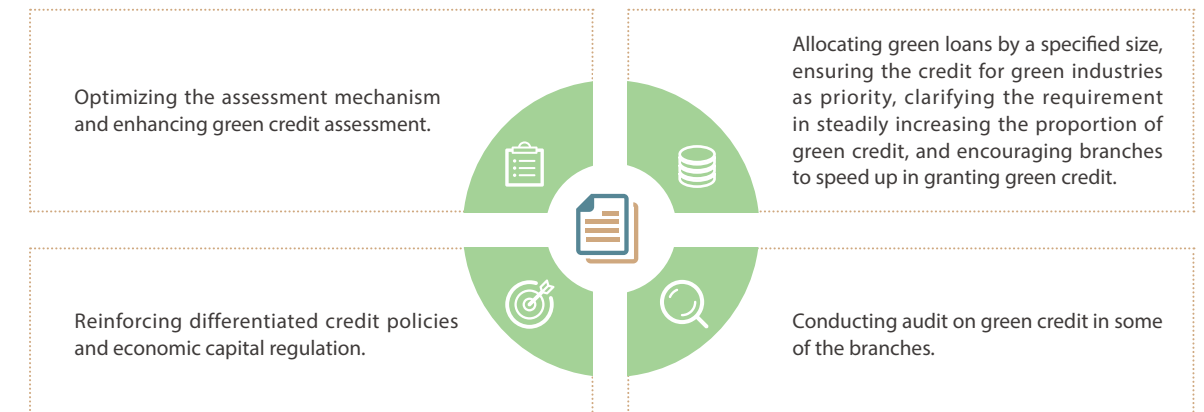 Optimizing the assessment mechanism
and enhancing green credit assessment.
Allocating green loans by a specified size,
ensuring the credit for green industries
as priority, clarifying the requirement
in steadily increasing the proportion of
green credit, and encouraging branches
to speed up in granting green credit.
Reinforcing differentiated credit policies
and economic capital regulation.
Conducting audit on green credit in some
of the branches.